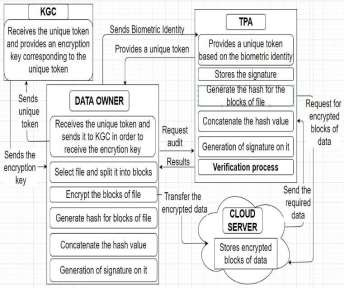 KGC
Receives the unique token
and provides an encryption
key corresponding to the
unique token
Sends Biometric Identity
Provides a unique token
TPA
Provides a unique token
based on the biometric identity
Stores the signature
Generate the hash for the
blocks of file
Concatenate the hash value
Generation of signature on it
Verification process
Request for
encrypted
blocks of
data
Sends
unique
token
Sends the
encryption
key
DATA OWNER
Receives the unique token and
sends it to KGC in order to
receive the encrytion key
Select file and split it into blocks
Encrypt the blocks of file
Generate hash for blocks of file
Concatenate the hash value
Generation of signature on it
Request
audit
Results
Transfer the
encrypted data
Send the
required
data
CLOUD
SERVER
Stores encrypted
blocks of data